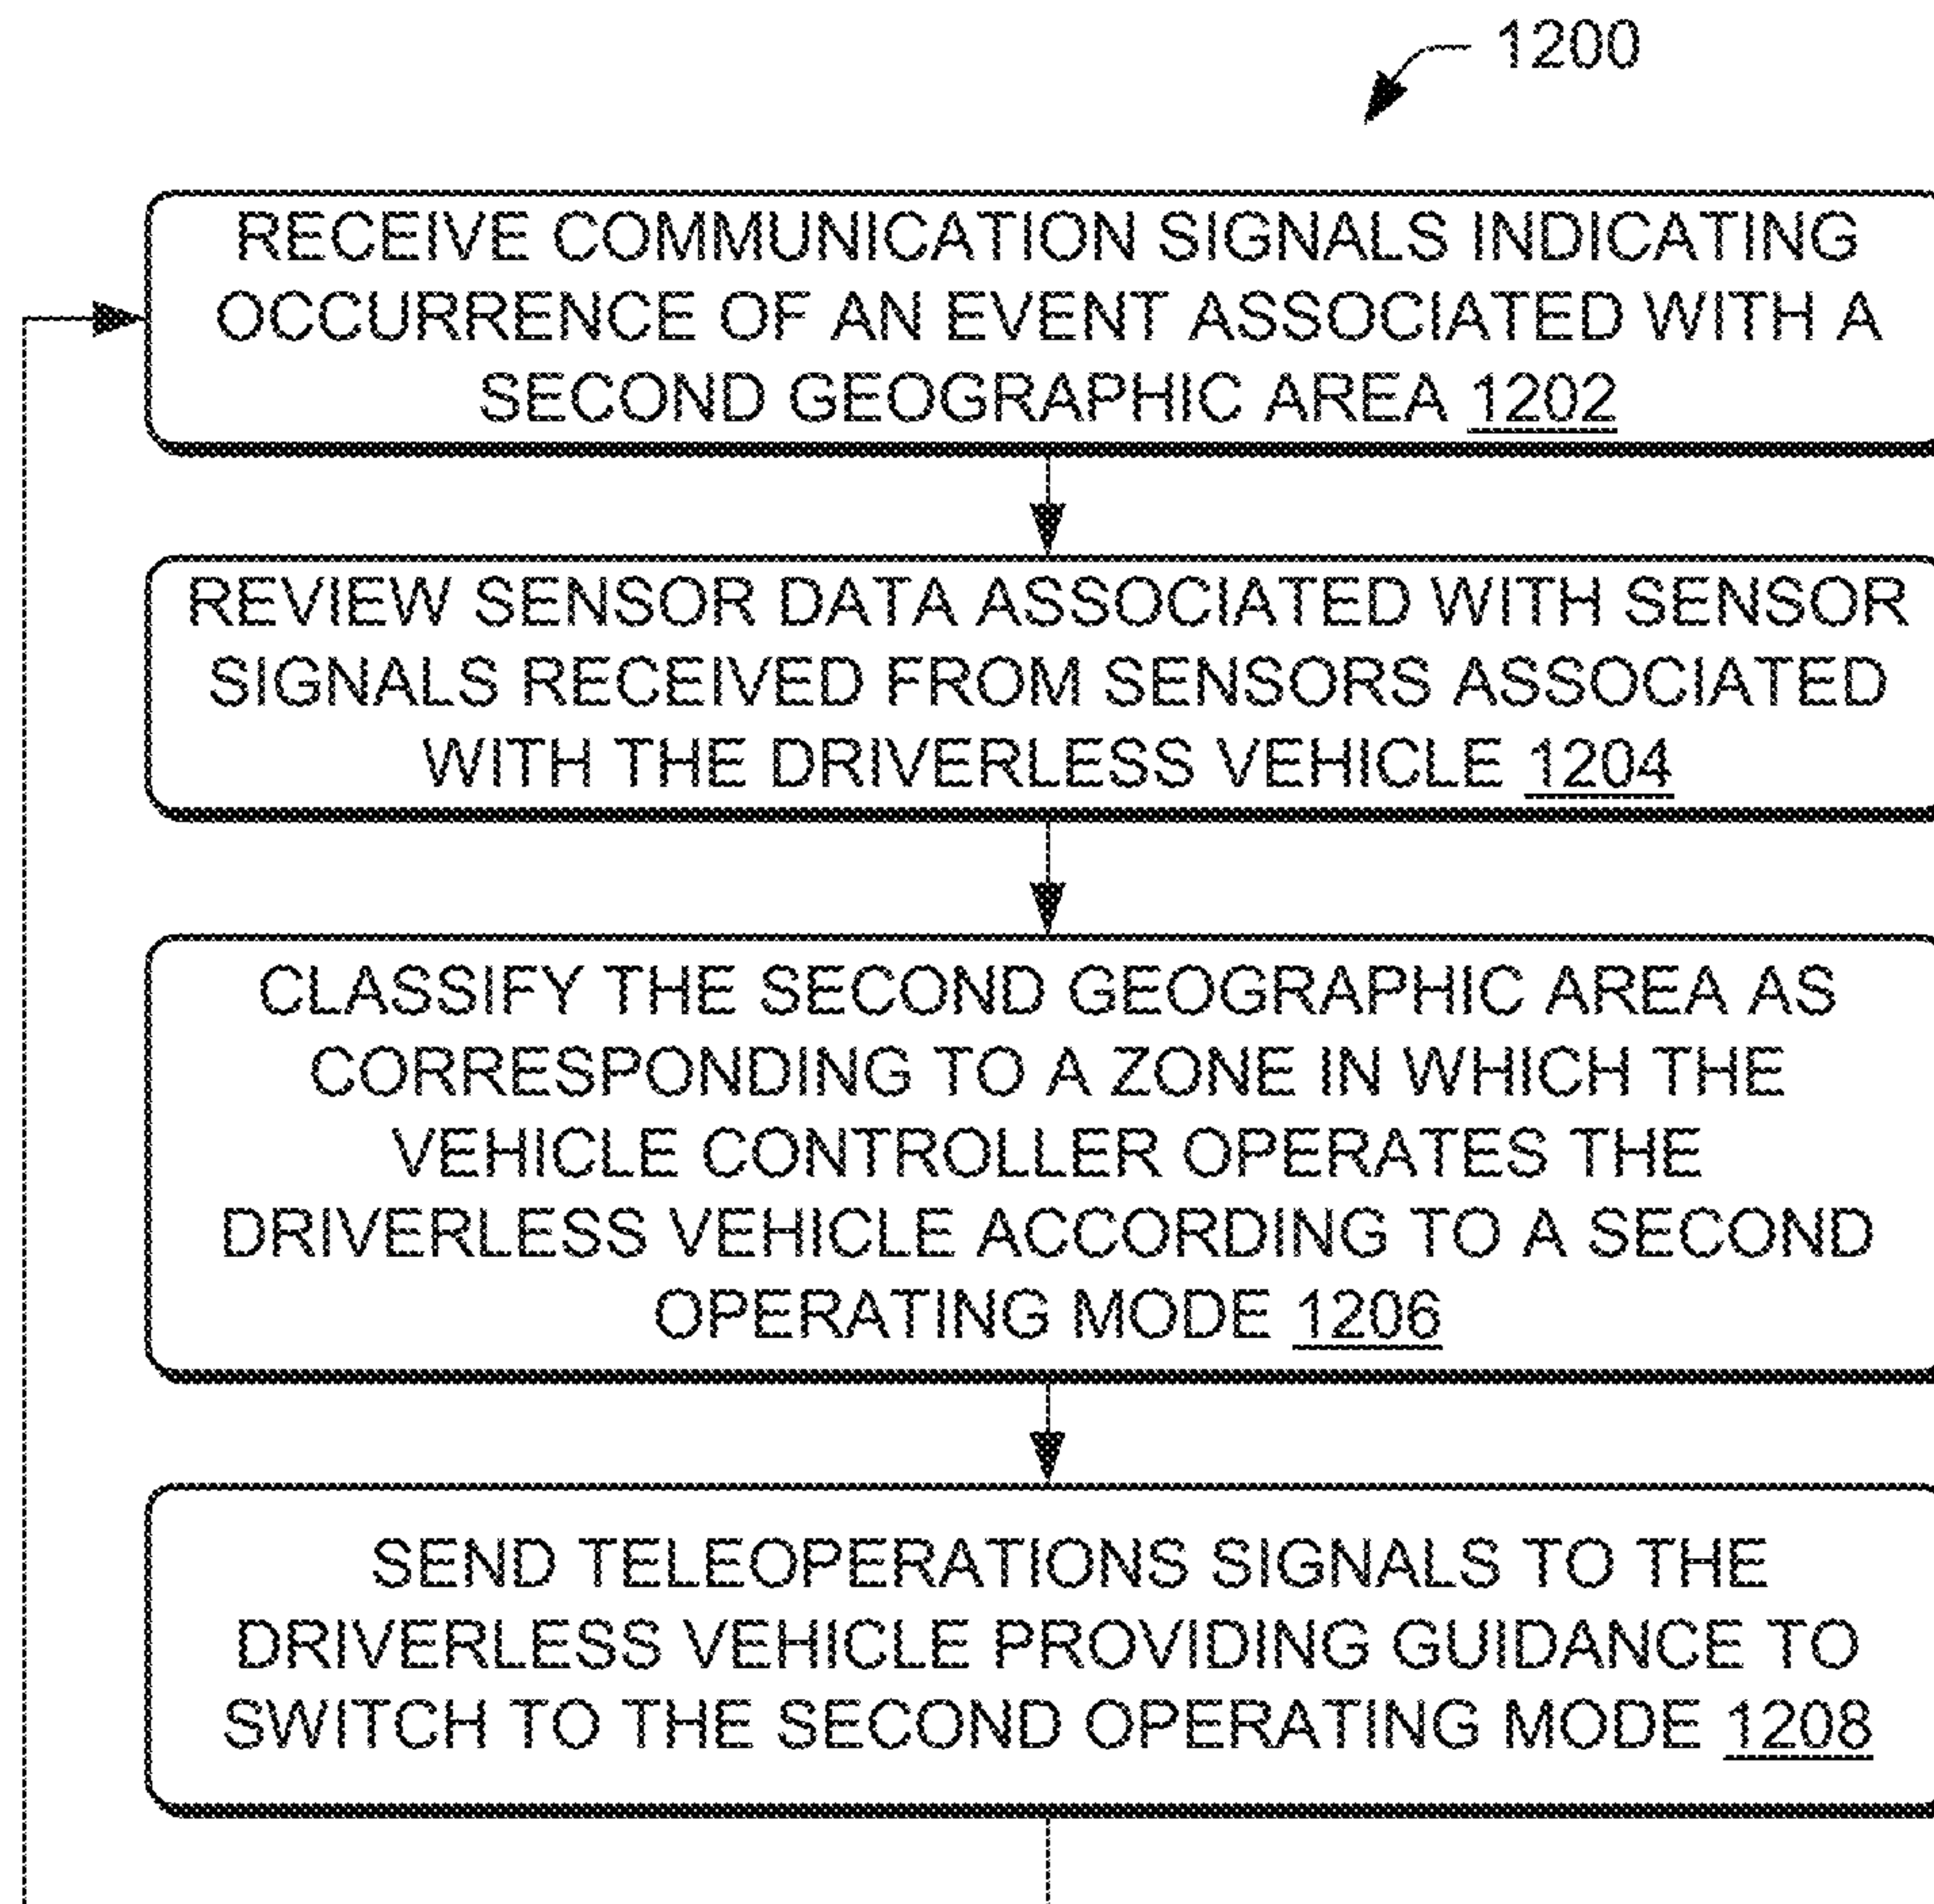 1200
RECEIVE COMMUNICATION SIGNALS INDICATING
OCCURRENCE OF AN EVENT ASSOCIATED WITH A
SECOND GEOGRAPHIC AREA 1202
REVIEW SENSOR DATA ASSOCIATED WITH SENSOR
SIGNALS RECEIVED FROM SENSORS ASSOCIATED
WITH THE DRIVERLESS VEHICLE 1204
CLASSIFY THE SECOND GEOGRAPHIC AREA AS
CORRESPONDING TO A ZONE IN WHICH THE
VEHICLE CONTROLLER OPERATES THE
DRIVERLESS VEHICLE ACCORDING TO A SECOND
OPERATING MODE 1206
SEND TELEOPERATIONS SIGNALS TO THE
DRIVERLESS VEHICLE PROVIDING GUIDANCE TO
SWITCH TO THE SECOND OPERATING MODE 1208